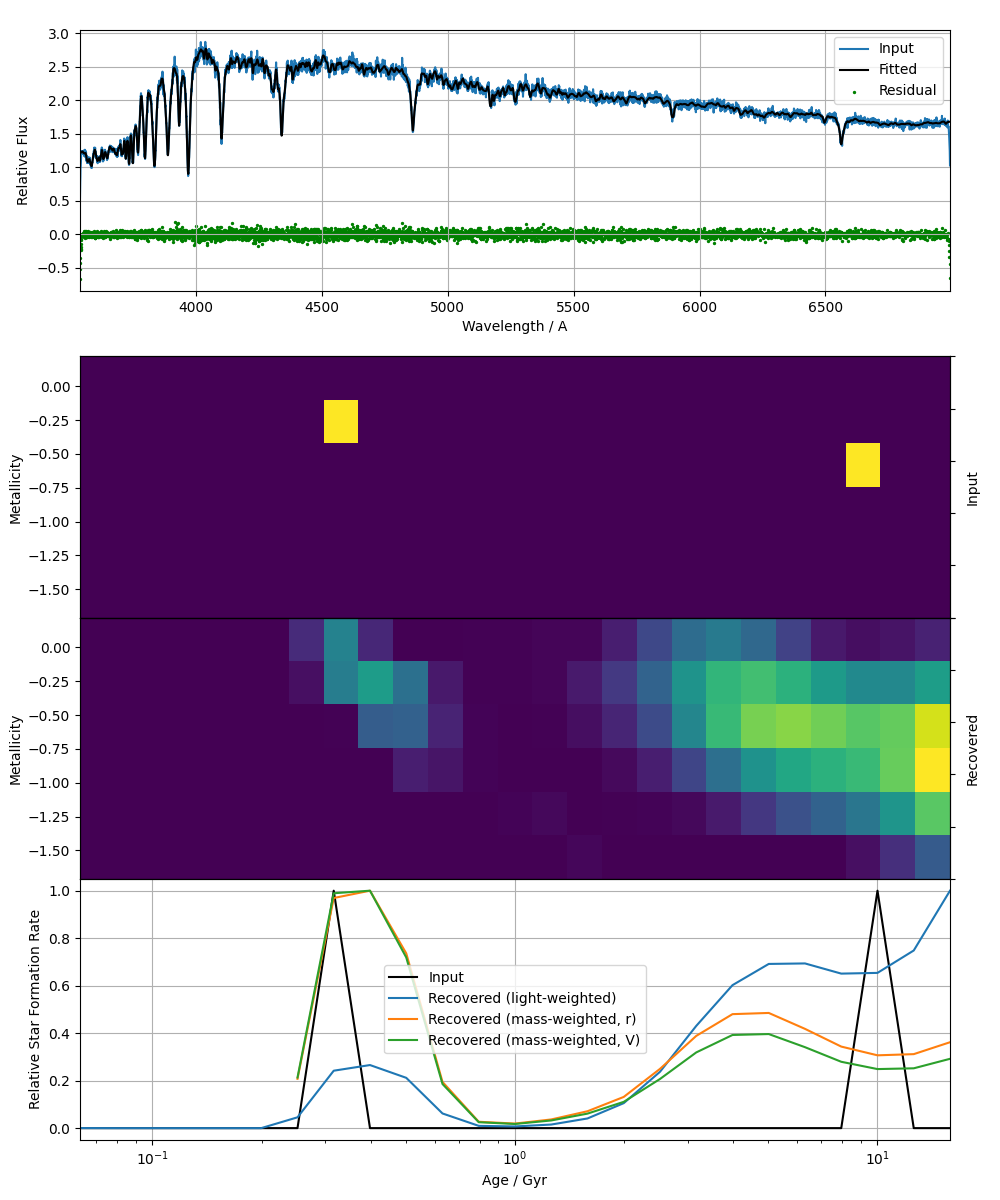 3.0
2.5
2.0
1.5
1.0
0.5
0.0
−0.5
Relative Flux
Input
Fitted
Residual
4000
4500
5000
5500
6000
6500
Wavelength / A
0.00
−0.25
−0.50
−0.75
−1.00
−1.25
−1.50
Metallicity
Input
0.00
−0.25
−0.50
−0.75
−1.00
−1.25
−1.50
Metallicity
Recovered
1.0
0.8
0.6
0.4
0.2
0.0
Relative Star Formation Rate
Input
Recovered (light-weighted)
Recovered (mass-weighted, r)
Recovered (mass-weighted, V)
10⁻¹
10⁰
10¹
Age / Gyr